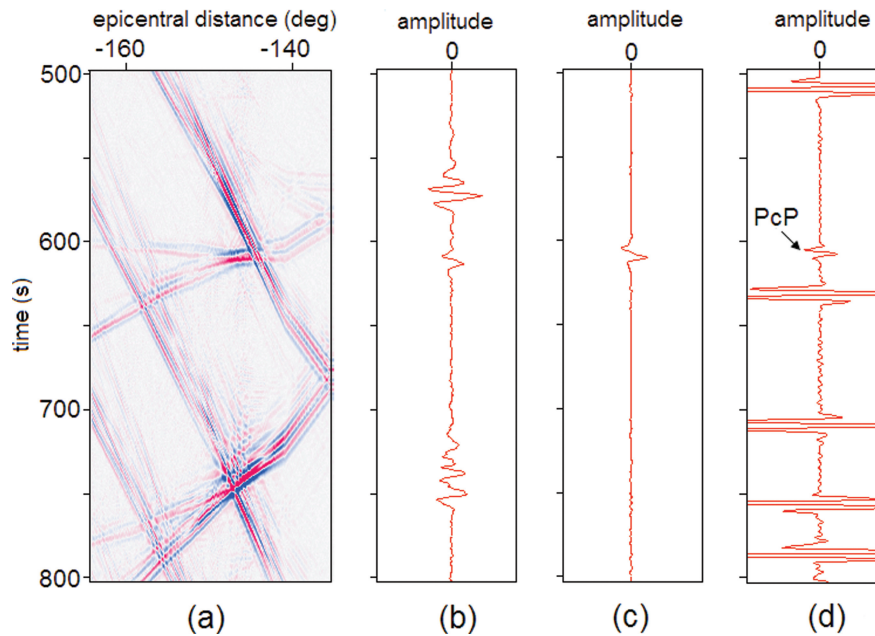 epicentral distance (deg)
-160 -140
amplitude
0
amplitude
0
amplitude
0
500
600
700
800
time (s)
PcP
(a)
(b)
(c)
(d)